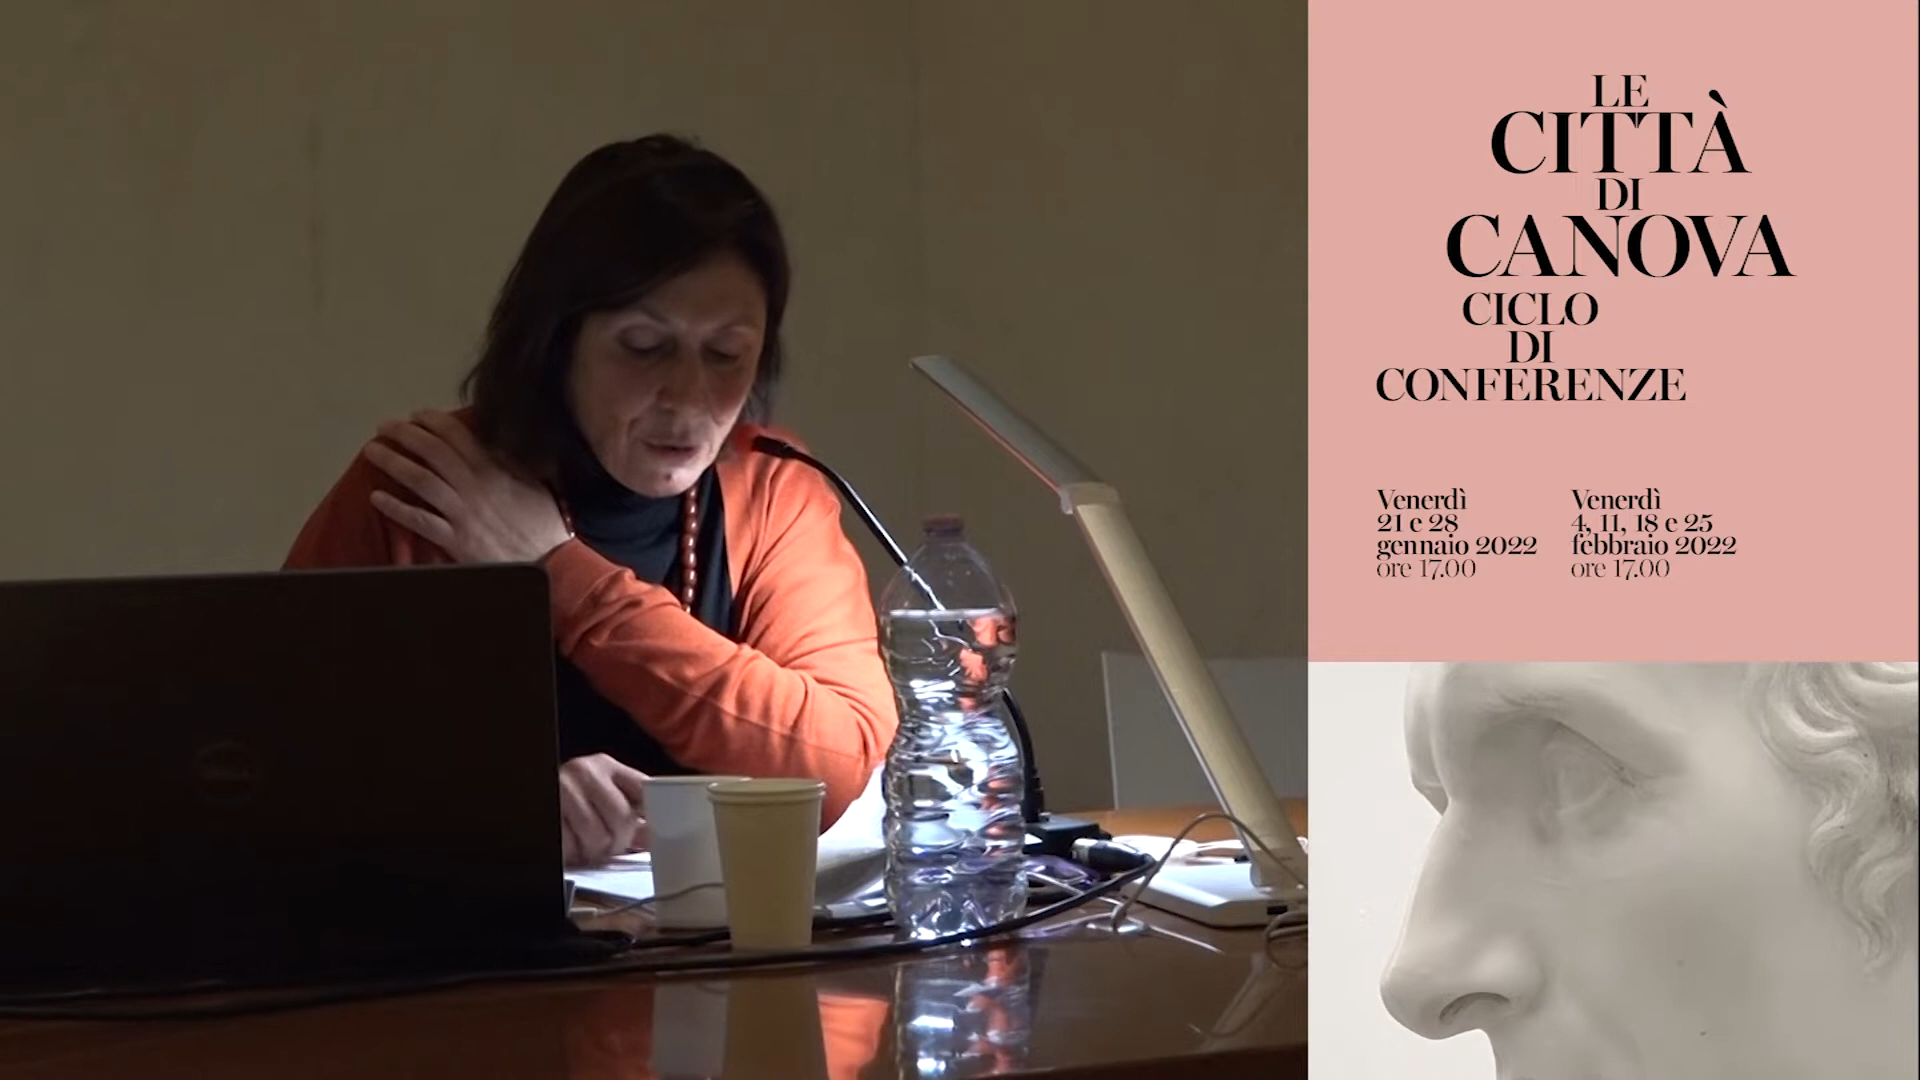 LE
CITTÀ
DI
CANOVA
CICLO
DI
CONFERENZE
Venerdì
21 e 28
gennaio 2022
ore 17.00
Venerdì
4, 11, 18 e 25
febbraio 2022
ore 17.00